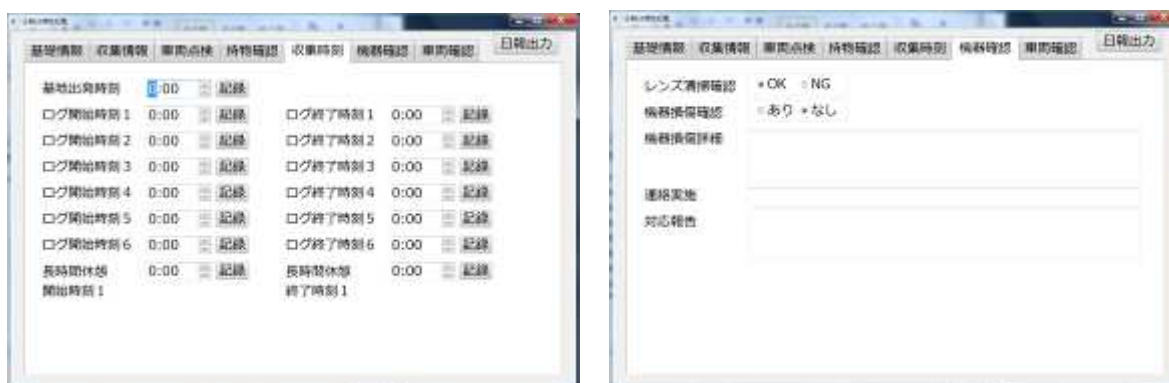 基礎情報 収集情報 車両点検 持物確認 収集時刻 機器確認 車両確認 日報出力
基地出発時刻 0:00 記録
ログ開始時刻1 0:00 記録 ログ終了時刻1 0:00 記録
ログ開始時刻2 0:00 記録 ログ終了時刻2 0:00 記録
ログ開始時刻3 0:00 記録 ログ終了時刻3 0:00 記録
ログ開始時刻4 0:00 記録 ログ終了時刻4 0:00 記録
ログ開始時刻5 0:00 記録 ログ終了時刻5 0:00 記録
ログ開始時刻6 0:00 記録 ログ終了時刻6 0:00 記録
長時間休憩 0:00 記録 長時間休憩 0:00 記録
開始時刻1 終了時刻1
基礎情報 収集情報 車両点検 持物確認 収集時刻 機器確認 車両確認 日報出力
レンズ清掃確認 OK NG
機器損傷確認 あり なし
機器損傷詳細
連絡実施
対応報告